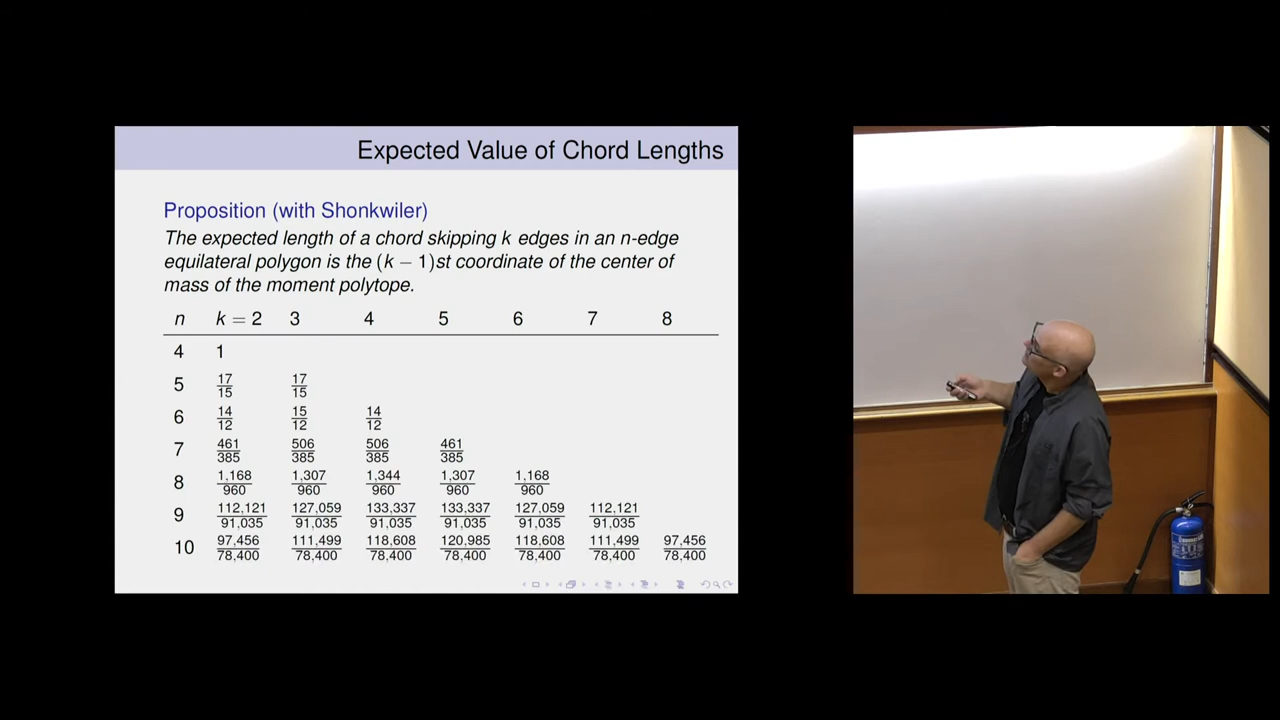 Expected Value of Chord Lengths
Proposition (with Shonkwiler)
The expected length of a chord skipping k edges in an n-edge
equilateral polygon is the (k − 1)st coordinate of the center of
mass of the moment polytope.
n k = 2 3 4 5 6 7 8
4 1
5 17/15 17/15
6 14/12 15/12 14/12
7 461/385 506/385 506/385 461/385
8 1,168/960 1,307/960 1,344/960 1,307/960 1,168/960
9 112,121/91,035 127,059/91,035 133,337/91,035 133,337/91,035 127,059/91,035 112,121/91,035
10 97,456/78,400 111,499/78,400 118,608/78,400 120,985/78,400 118,608/78,400 111,499/78,400 97,456/78,400